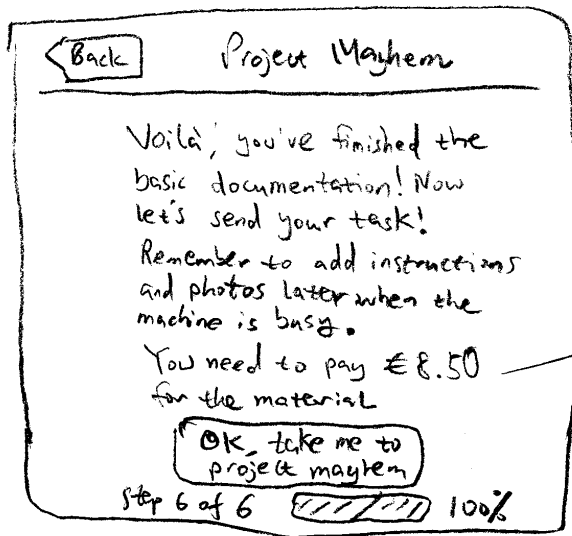 Back Project Mayhem
Voilà, you've finished the
basic documentation! Now
let's send your task!
Remember to add instructions
and photos later when the
machine is busy.
You need to pay €8.50
for the material
OK, take me to
project mayhem
Step 6 of 6 100%